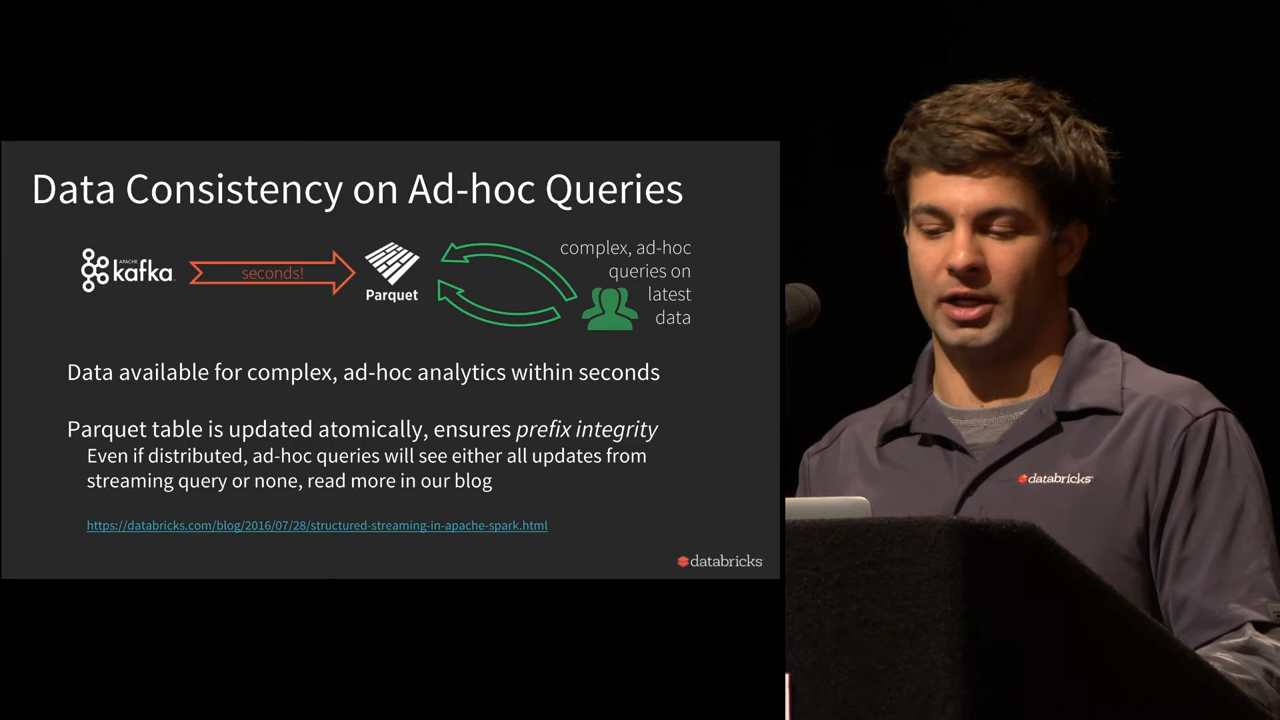 Data Consistency on Ad-hoc Queries
APACHE
kafka
seconds!
Parquet
complex, ad-hoc
queries on
latest
data
Data available for complex, ad-hoc analytics within seconds
Parquet table is updated atomically, ensures prefix integrity
Even if distributed, ad-hoc queries will see either all updates from
streaming query or none, read more in our blog
https://databricks.com/blog/2016/07/28/structured-streaming-in-apache-spark.html
databricks
databricks